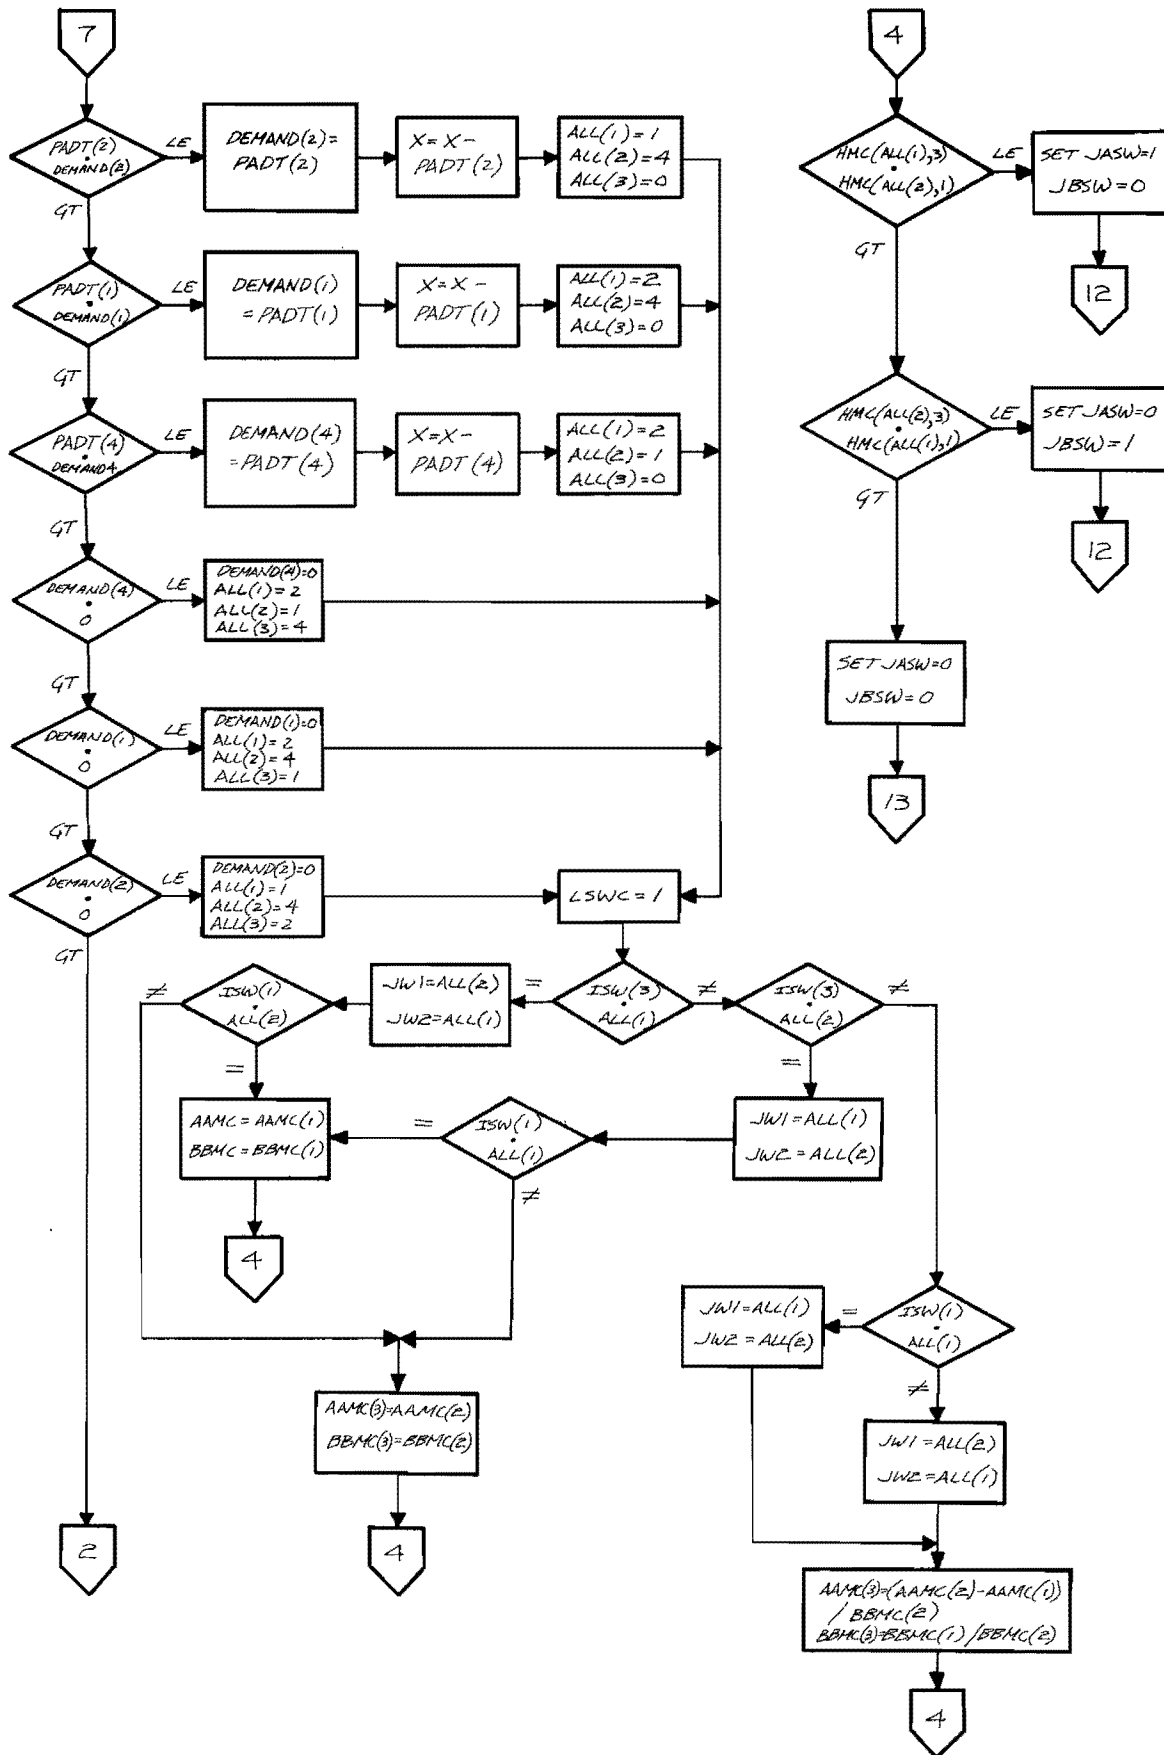 7
PADT(2)
DEMAND(2)
LE
DEMAND(2)=
PADT(2)
X=X-
PADT(2)
ALL(1)=1
ALL(2)=4
ALL(3)=0
GT
PADT(1)
DEMAND(1)
LE
DEMAND(1)
=PADT(1)
X=X-
PADT(1)
ALL(1)=2
ALL(2)=4
ALL(3)=0
GT
PADT(4)
DEMAND4
LE
DEMAND(4)
=PADT(4)
X=X-
PADT(4)
ALL(1)=2
ALL(2)=1
ALL(3)=0
GT
DEMAND(4)
0
LE
DEMAND(4)=0
ALL(1)=2
ALL(2)=1
ALL(3)=4
GT
DEMAND(1)
0
LE
DEMAND(1)=0
ALL(1)=2
ALL(2)=4
ALL(3)=1
GT
DEMAND(2)
0
LE
DEMAND(2)=0
ALL(1)=1
ALL(2)=4
ALL(3)=2
GT
2
LSWC=1
ISW(3)
ALL(1)
=
JW1=ALL(2)
JW2=ALL(1)
ISW(1)
ALL(2)
≠
=
AAMC=AAMC(1)
BBMC=BBMC(1)
4
≠
ISW(3)
ALL(2)
≠
=
JW1=ALL(1)
JW2=ALL(2)
ISW(1)
ALL(1)
=
≠
AAMC(3)=AAMC(2)
BBMC(3)=BBMC(2)
4
ISW(1)
ALL(1)
=
JW1=ALL(1)
JW2=ALL(2)
≠
JW1=ALL(2)
JW2=ALL(1)
AAMC(3)=(AAMC(2)-AAMC(1))
/BBMC(2)
BBMC(3)=BBMC(1)/BBMC(2)
4
4
HMC(ALL(1),3)
HMC(ALL(2),1)
LE
SET JASW=1
JBSW=0
12
GT
HMC(ALL(2),3)
HMC(ALL(1),1)
LE
SET JASW=0
JBSW=1
12
GT
SET JASW=0
JBSW=0
13